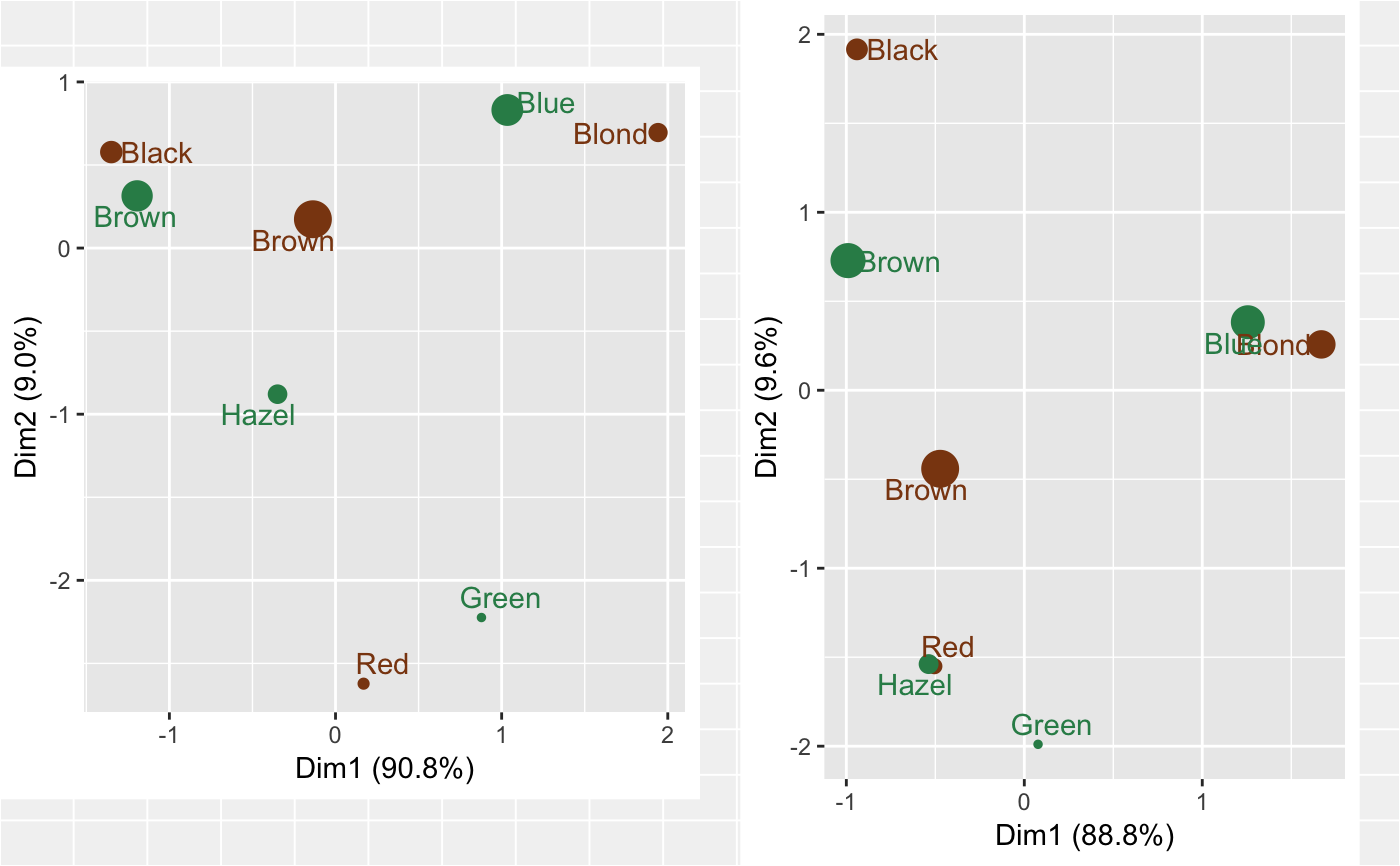 1
0
-1
-2
Dim2 (9.0%)
Blue
Blond
Black
Brown
Brown
Hazel
Green
Red
-1
0
1
2
Dim1 (90.8%)
2
1
0
-1
-2
Dim2 (9.6%)
Black
Brown
Blue
Blond
Brown
Red
Hazel
Green
-1
0
1
Dim1 (88.8%)